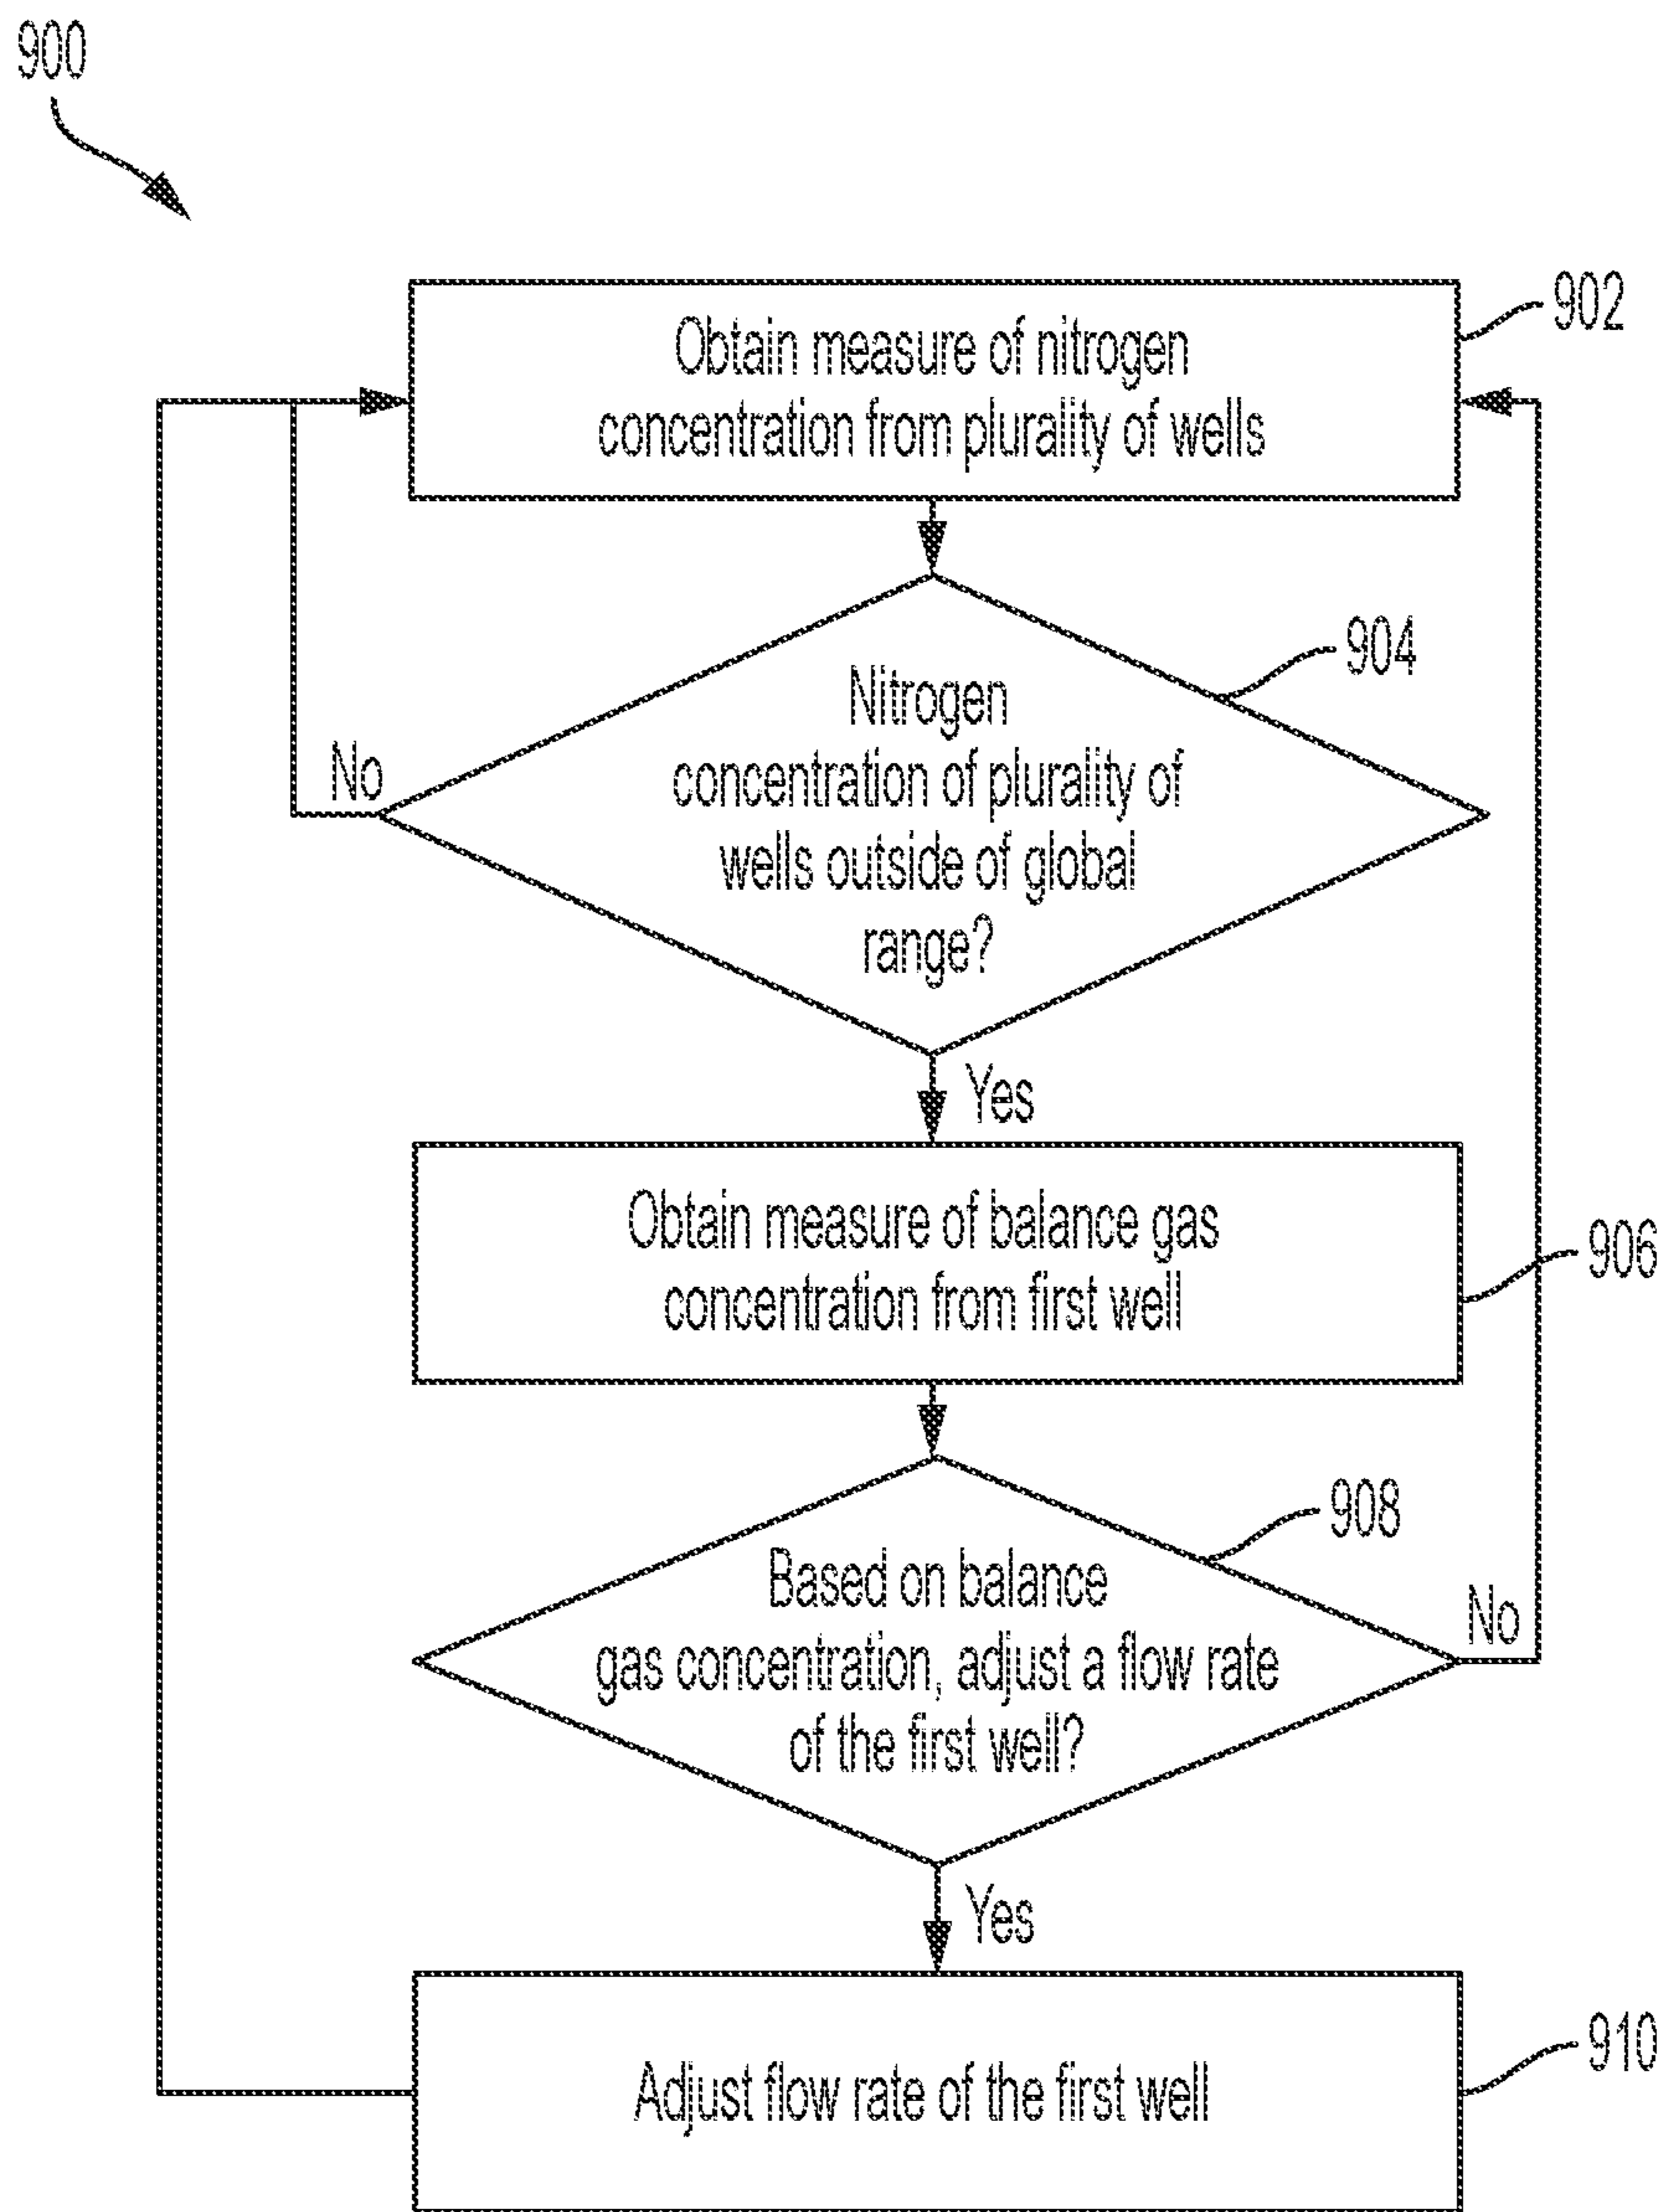 900
902
Obtain measure of nitrogen
concentration from plurality of wells
904
Nitrogen
concentration of plurality of
wells outside of global
range?
No
Yes
Obtain measure of balance gas
concentration from first well
906
908
Based on balance
gas concentration, adjust a flow rate
of the first well?
No
Yes
Adjust flow rate of the first well
910